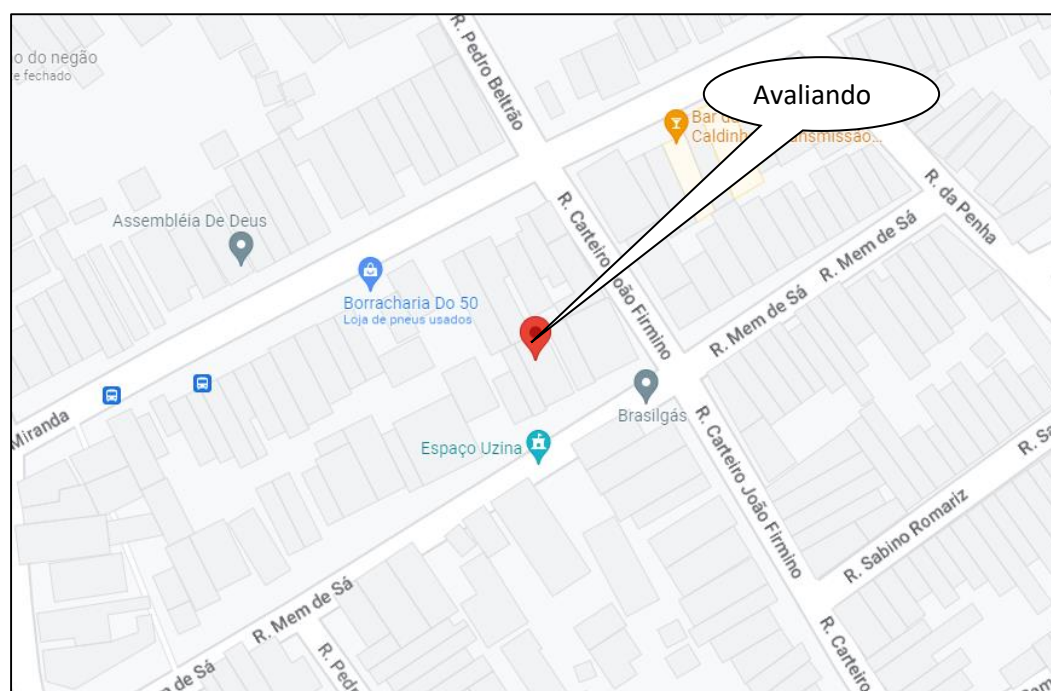 o do negão
e fechado
R. Pedro Beltrão
Avaliando
Bar d
Caldinh
nsmissão...
R. da Penha
Assembléia De Deus
R. Carteiro João Firmino
R. Mem de Sá
Borracharia Do 50
Loja de pneus usados
R. Mem de Sá
Miranda
Brasilgás
Espaço Uzina
R. Carteiro João Firmino
R. Sa
R. Sabino Romariz
R. Mem de Sá
R. Ped
R. Carteiro
de Sá